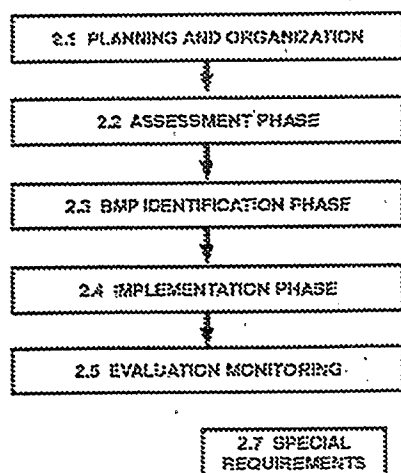 2.1 PLANNING AND ORGANIZATION
2.2 ASSESSMENT PHASE
2.3 BMP IDENTIFICATION PHASE
2.4 IMPLEMENTATION PHASE
2.5 EVALUATION MONITORING
2.7 SPECIAL
REQUIREMENTS